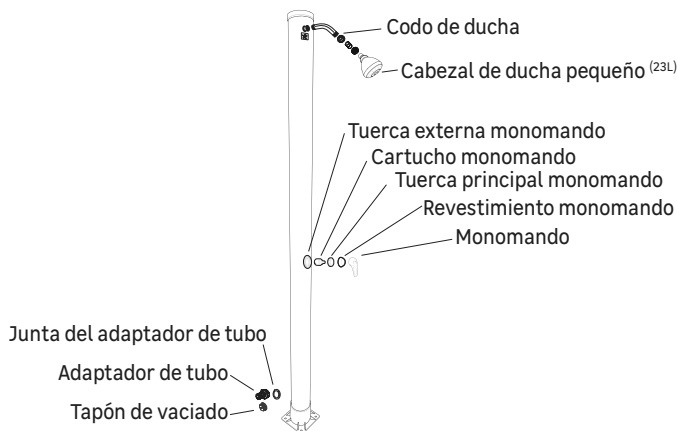 Codo de ducha
Cabezal de ducha pequeño (23L)
Tuerca externa monomando
Cartucho monomando
Tuerca principal monomando
Revestimiento monomando
Monomando
Junta del adaptador de tubo
Adaptador de tubo
Tapón de vaciado